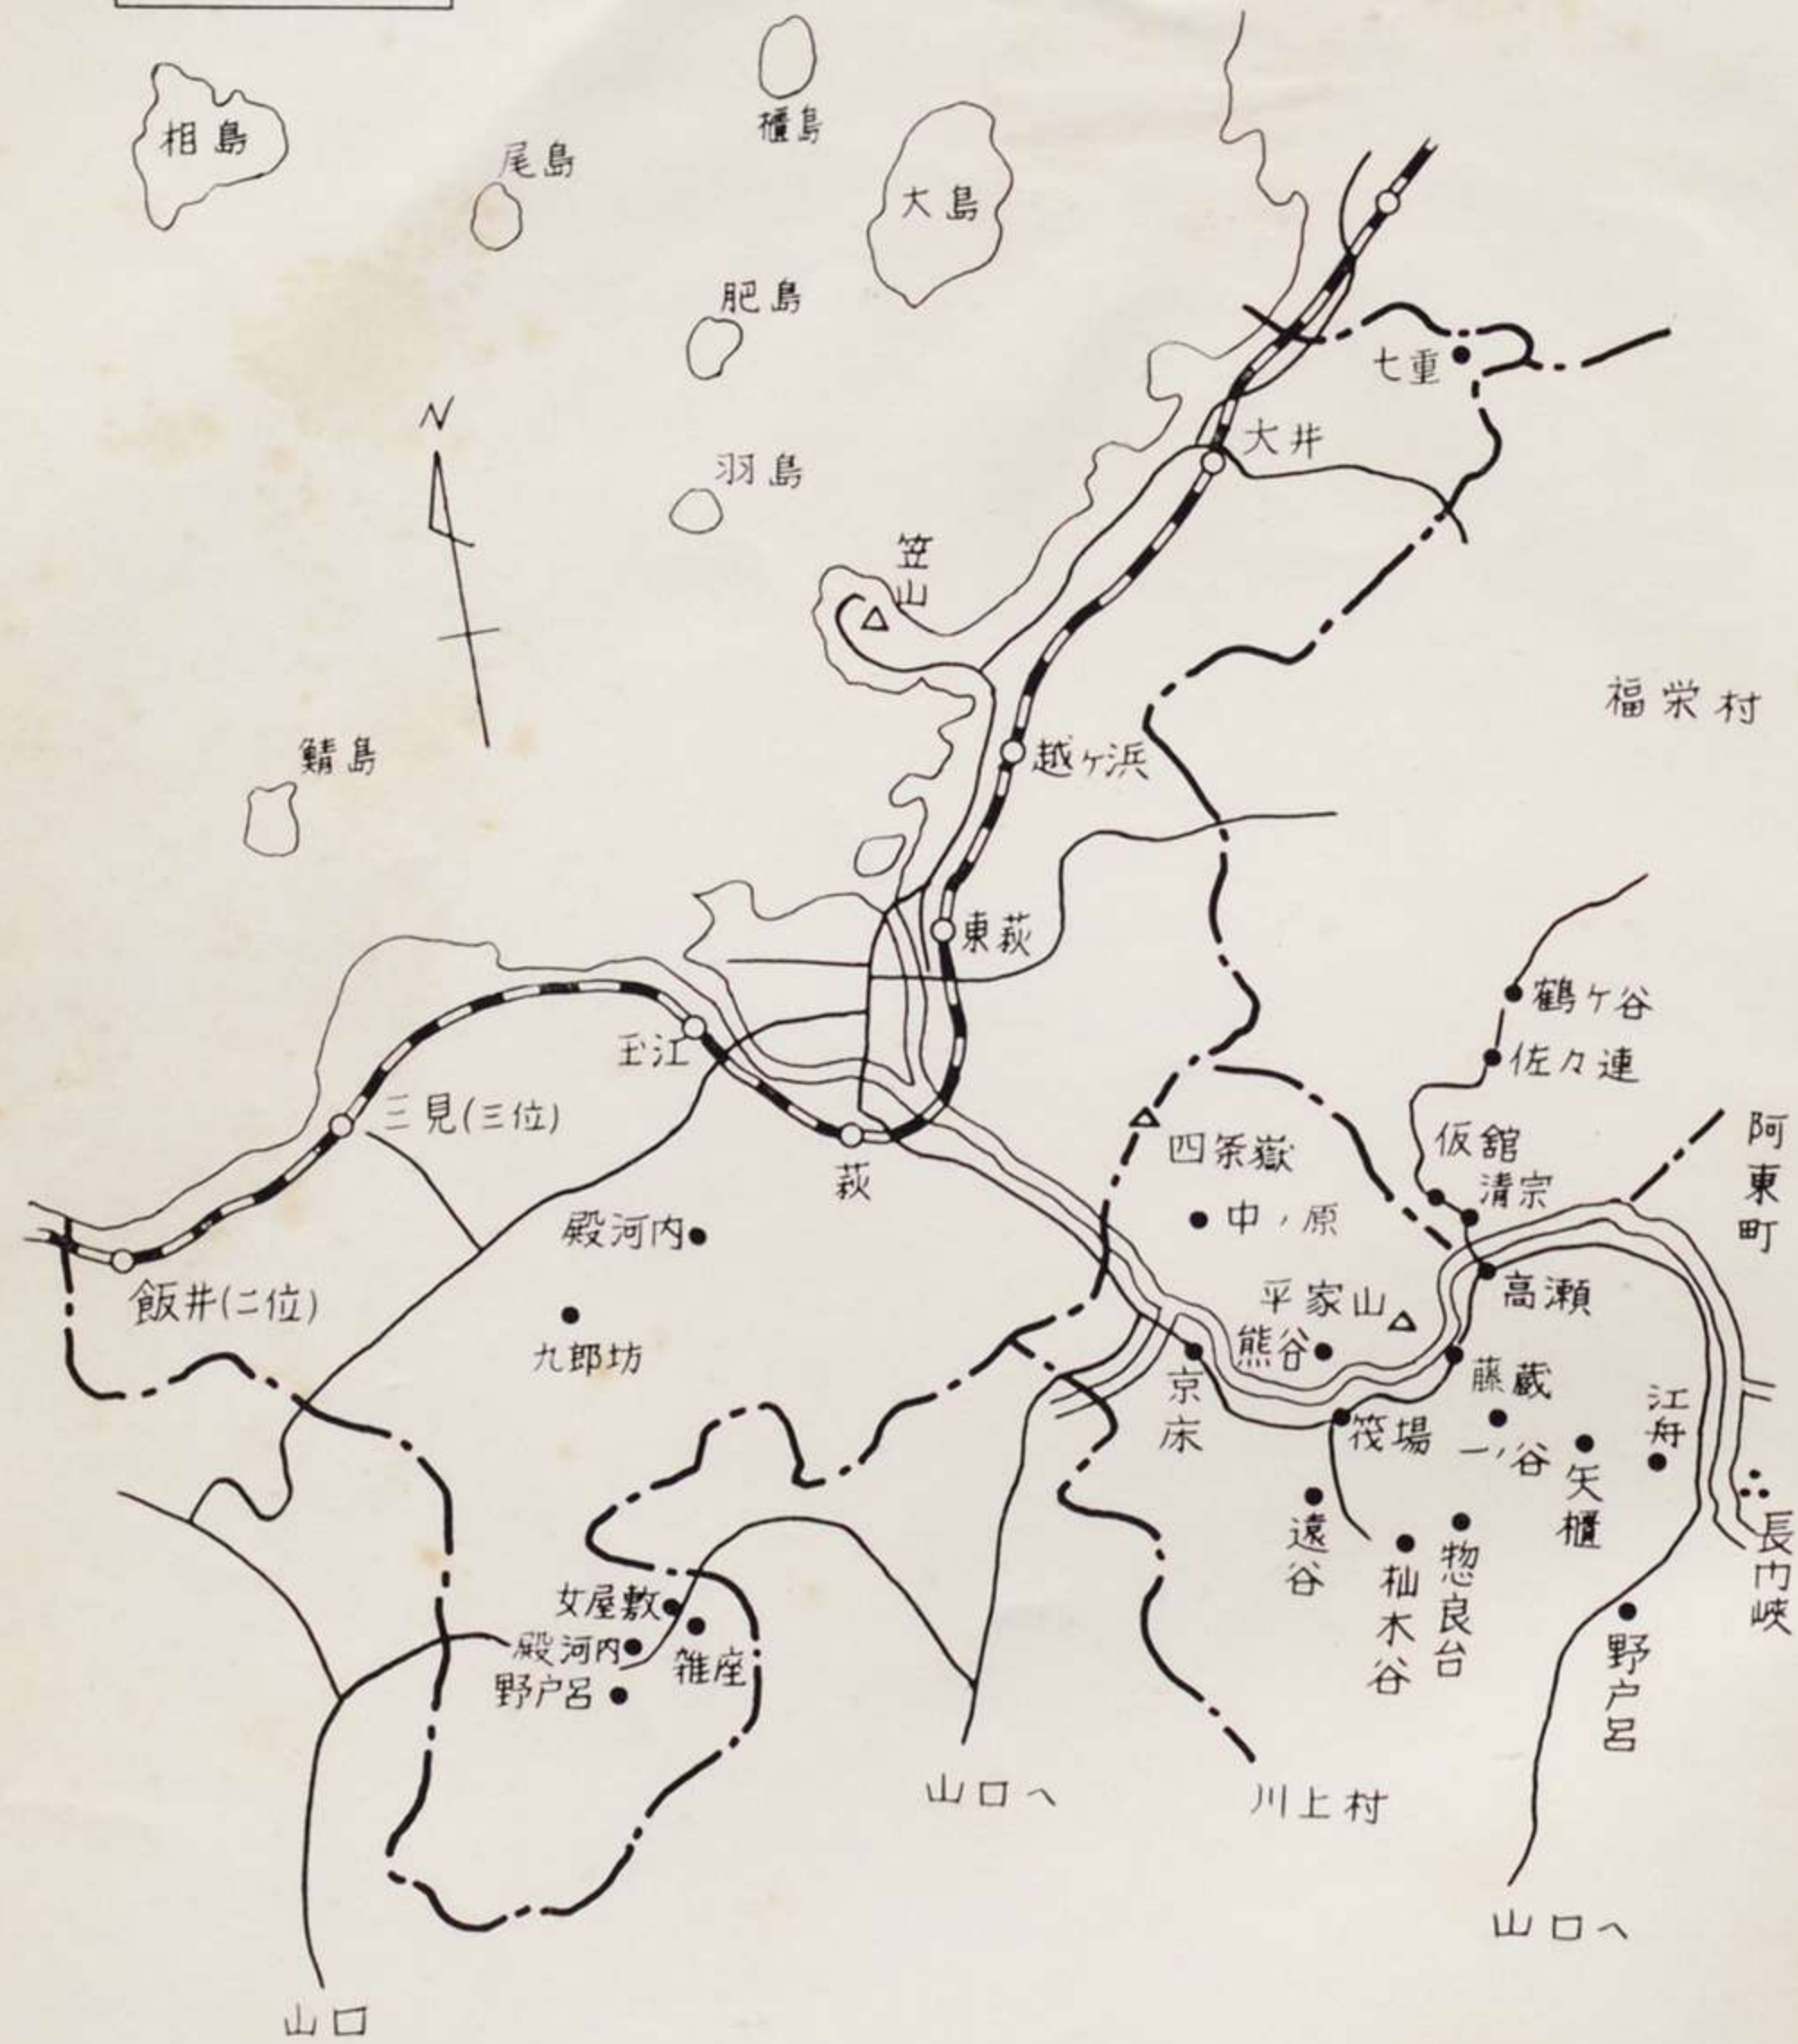 相島
尾島
櫃島
大島
肥島
羽島
鯖島
N
笠山
七重
大井
福栄村
越ヶ浜
東萩
玉江
三見(三位)
萩
飯井(二位)
殿河内
九郎坊
鶴ヶ谷
佐々連
仮舘
清宗
阿東町
四条嶽
中ノ原
平家山
熊谷
高瀬
藤蔵
京床
筏場
一ノ谷
江舟
矢櫃
遠谷
杣木谷
惣良台
長門峡
野戸呂
女屋敷
雑座
殿河内
野戸呂
山口へ
川上村
山口へ
山口